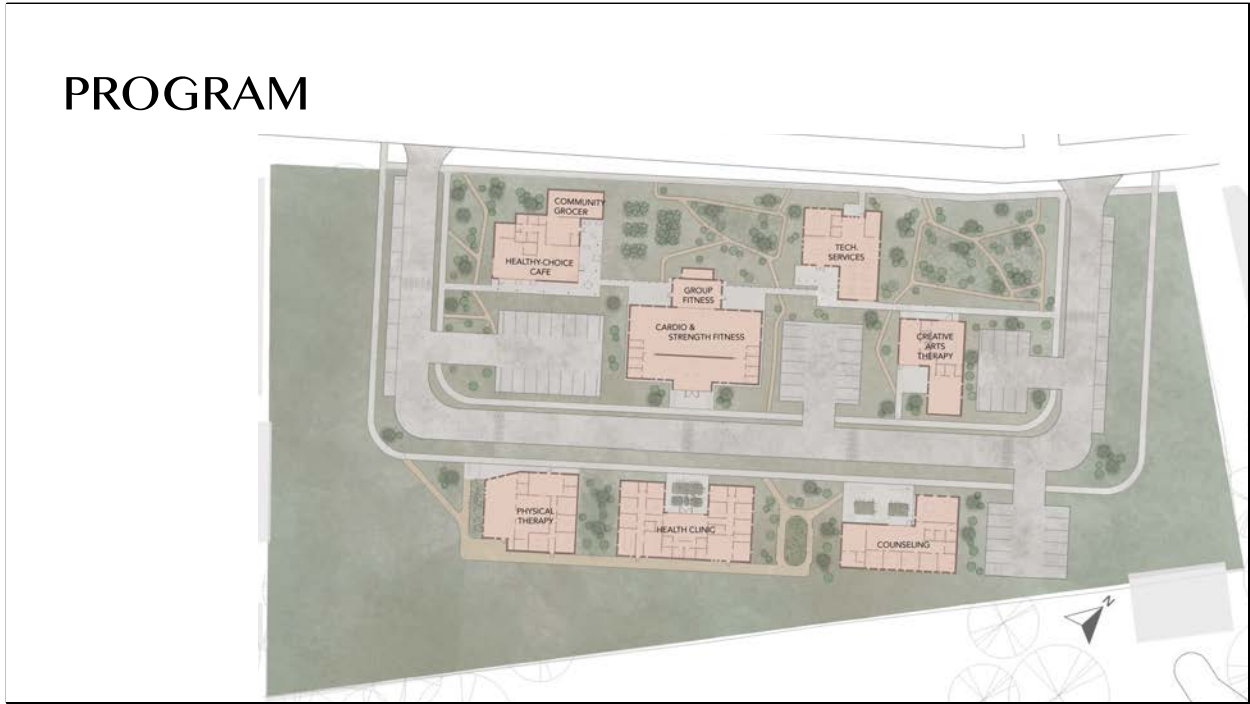 PROGRAM
COMMUNITY
GROCER
HEALTHY-CHOICE
CAFE
TECH.
SERVICES
GROUP
FITNESS
CARDIO &
STRENGTH FITNESS
CREATIVE
ARTS
THERAPY
PHYSICAL
THERAPY
HEALTH CLINIC
COUNSELING
N